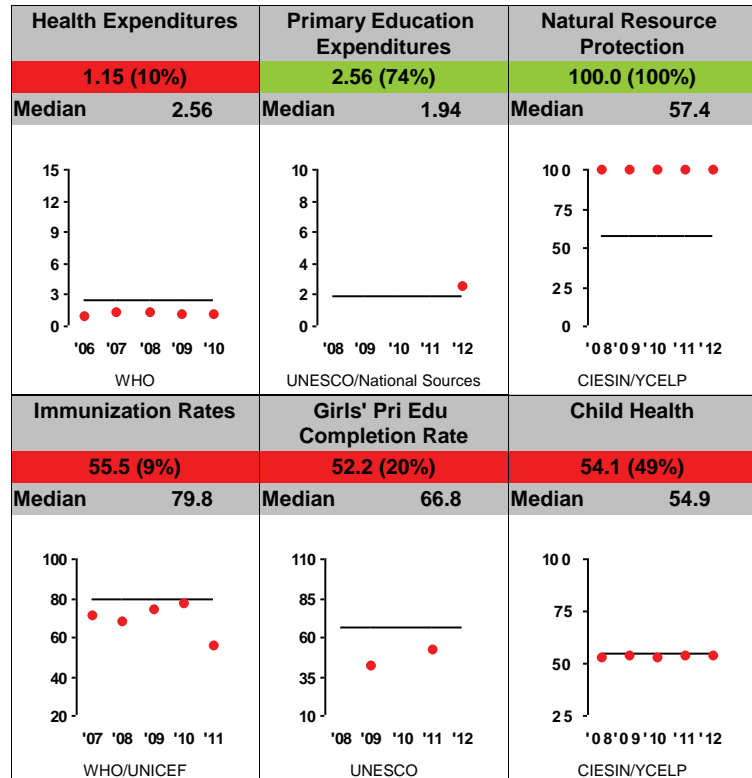 Health Expenditures
1.15 (10%)
Median 2.56
15
12
9
6
3
0
'06 '07 '08 '09 '10
WHO
Primary Education
Expenditures
2.56 (74%)
Median 1.94
10
8
6
4
2
0
'08 '09 '10 '11 '12
UNESCO/National Sources
Natural Resource
Protection
100.0 (100%)
Median 57.4
100
75
50
25
0
'08 '09 '10 '11 '12
CIESIN/YCELP
Immunization Rates
55.5 (9%)
Median 79.8
100
80
60
40
20
'07 '08 '09 '10 '11
WHO/UNICEF
Girls' Pri Edu
Completion Rate
52.2 (20%)
Median 66.8
110
85
60
35
10
'08 '09 '10 '11 '12
UNESCO
Child Health
54.1 (49%)
Median 54.9
100
75
50
25
'08 '09 '10 '11 '12
CIESIN/YCELP